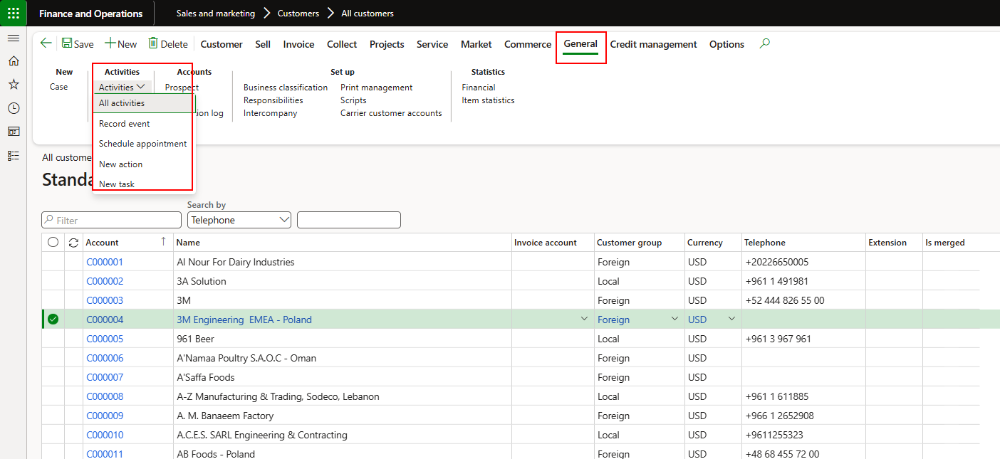 Finance and Operations Sales and marketing Customers All customers
Save New Delete Customer Sell Invoice Collect Projects Service Market Commerce General Credit management Options
New Activities Accounts Set up Statistics
Case Activities Prospect Business classification Print management Financial
All activities Responsibilities Scripts Item statistics
ion log Intercompany Carrier customer accounts
Record event
Schedule appointment
New action
New task
All custome
Standa
Search by
Filter Telephone
Account Name Invoice account Customer group Currency Telephone Extension Is merged
C000001 Al Nour For Dairy Industries Foreign USD +20226650005
C000002 3A Solution Local USD +961 1 491981
C000003 3M Foreign USD +52 444 826 55 00
C000004 3M Engineering  EMEA - Poland Foreign USD
C000005 961 Beer Local USD +961 3 967 961
C000006 A'Namaa Poultry S.A.O.C - Oman Foreign USD
C000007 A'Saffa Foods Foreign USD
C000008 A-Z Manufacturing & Trading, Sodeco, Lebanon Local USD +961 1 611885
C000009 A. M. Banaeem Factory Foreign USD +966 1 2652908
C000010 A.C.E.S. SARL Engineering & Contracting Local USD +9611255323
C000011 AB Foods - Poland Foreign USD +48 68 455 72 00